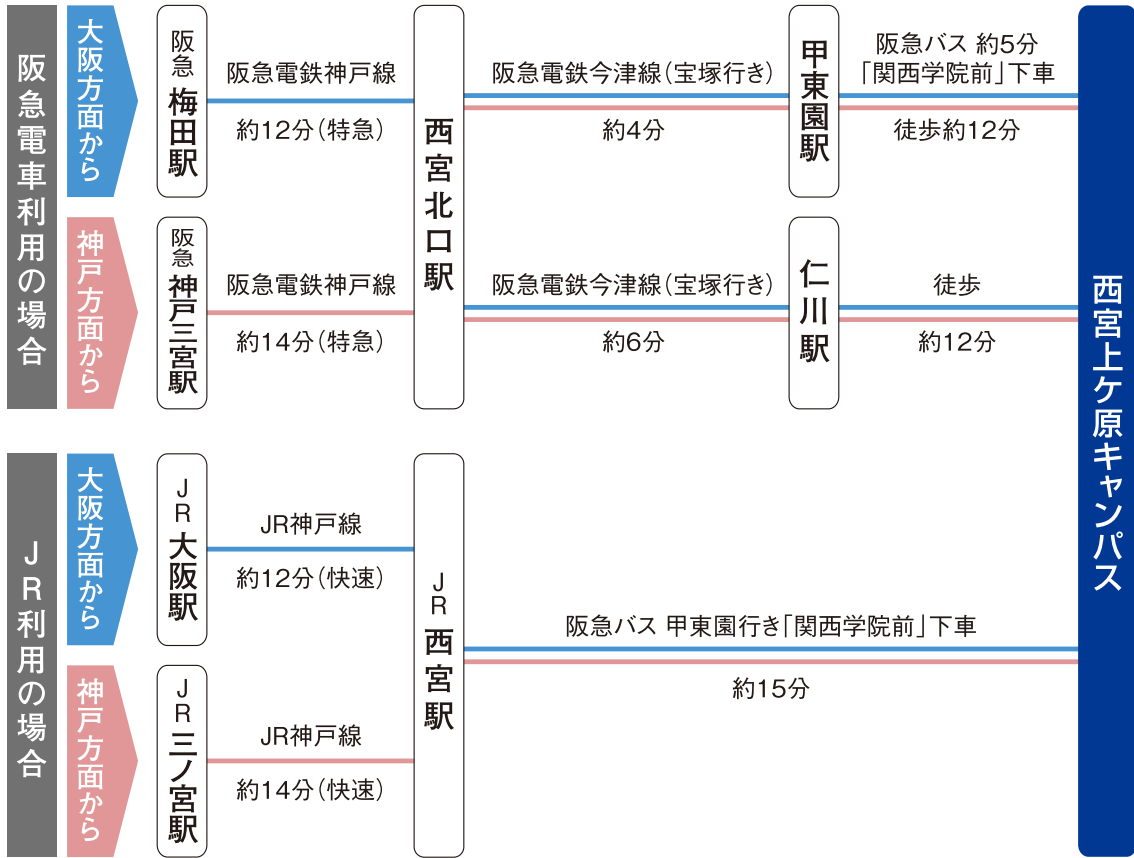 阪急電車利用の場合
大阪方面から
阪急 梅田駅
阪急電鉄神戸線
約12分(特急)
神戸方面から
阪急 神戸三宮駅
阪急電鉄神戸線
約14分(特急)
西宮北口駅
阪急電鉄今津線(宝塚行き)
約4分
甲東園駅
阪急バス 約5分
「関西学院前」下車
徒歩約12分
阪急電鉄今津線(宝塚行き)
約6分
仁川駅
徒歩
約12分
JR利用の場合
大阪方面から
JR 大阪駅
JR神戸線
約12分(快速)
神戸方面から
JR 三ノ宮駅
JR神戸線
約14分(快速)
JR 西宮駅
阪急バス 甲東園行き「関西学院前」下車
約15分
西宮上ケ原キャンパス